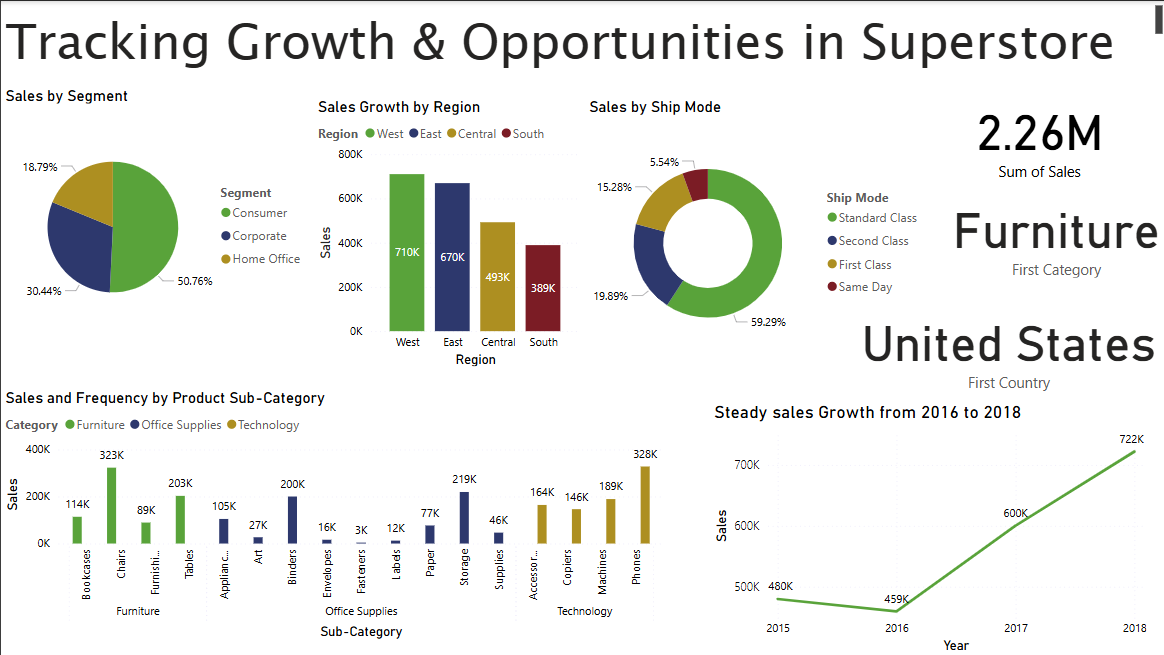 Tracking Growth & Opportunities in Superstore
Sales by Segment
18.79%
30.44%
50.76%
Segment
Consumer
Corporate
Home Office
Sales Growth by Region
Region West East Central South
800K
600K
400K
200K
0K
Sales
710K
670K
493K
389K
West East Central South
Region
Sales by Ship Mode
5.54%
15.28%
19.89%
59.29%
Ship Mode
Standard Class
Second Class
First Class
Same Day
2.26M
Sum of Sales
Furniture
First Category
United States
First Country
Sales and Frequency by Product Sub-Category
Category Furniture Office Supplies Technology
400K
200K
0K
Sales
114K
323K
89K
203K
105K
27K
200K
16K
3K
12K
77K
219K
46K
164K
146K
189K
328K
Bookcases
Chairs
Furnishi...
Tables
Applianc...
Art
Binders
Envelopes
Fasteners
Labels
Paper
Storage
Supplies
Accessor...
Copiers
Machines
Phones
Furniture Office Supplies Technology
Sub-Category
Steady sales Growth from 2016 to 2018
700K
600K
500K
Sales
480K
459K
600K
722K
2015 2016 2017 2018
Year